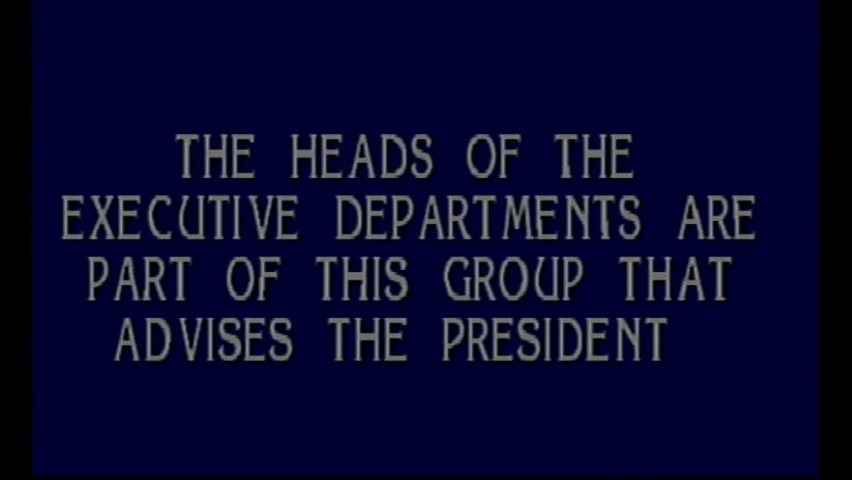 THE HEADS OF THE
EXECUTIVE DEPARTMENTS ARE
PART OF THIS GROUP THAT
ADVISES THE PRESIDENT